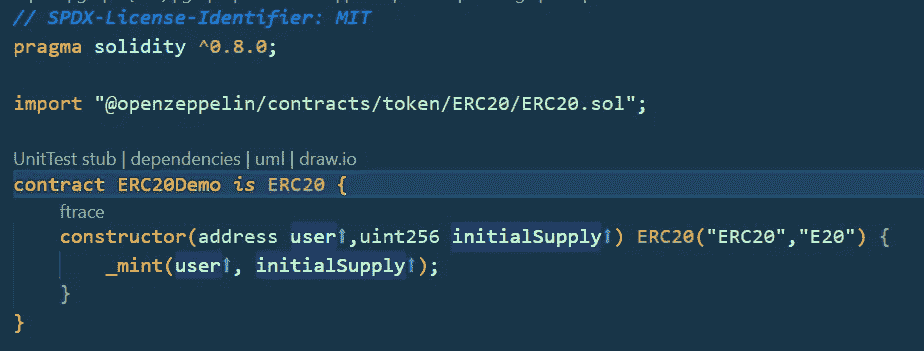 // SPDX-License-Identifier: MIT
pragma solidity ^0.8.0;
import "@openzeppelin/contracts/token/ERC20/ERC20.sol";
UnitTest stub | dependencies | uml | draw.io
contract ERC20Demo is ERC20 {
ftrace
constructor(address user⬆,uint256 initialSupply⬆) ERC20("ERC20","E20") {
_mint(user⬆, initialSupply⬆);
}
}